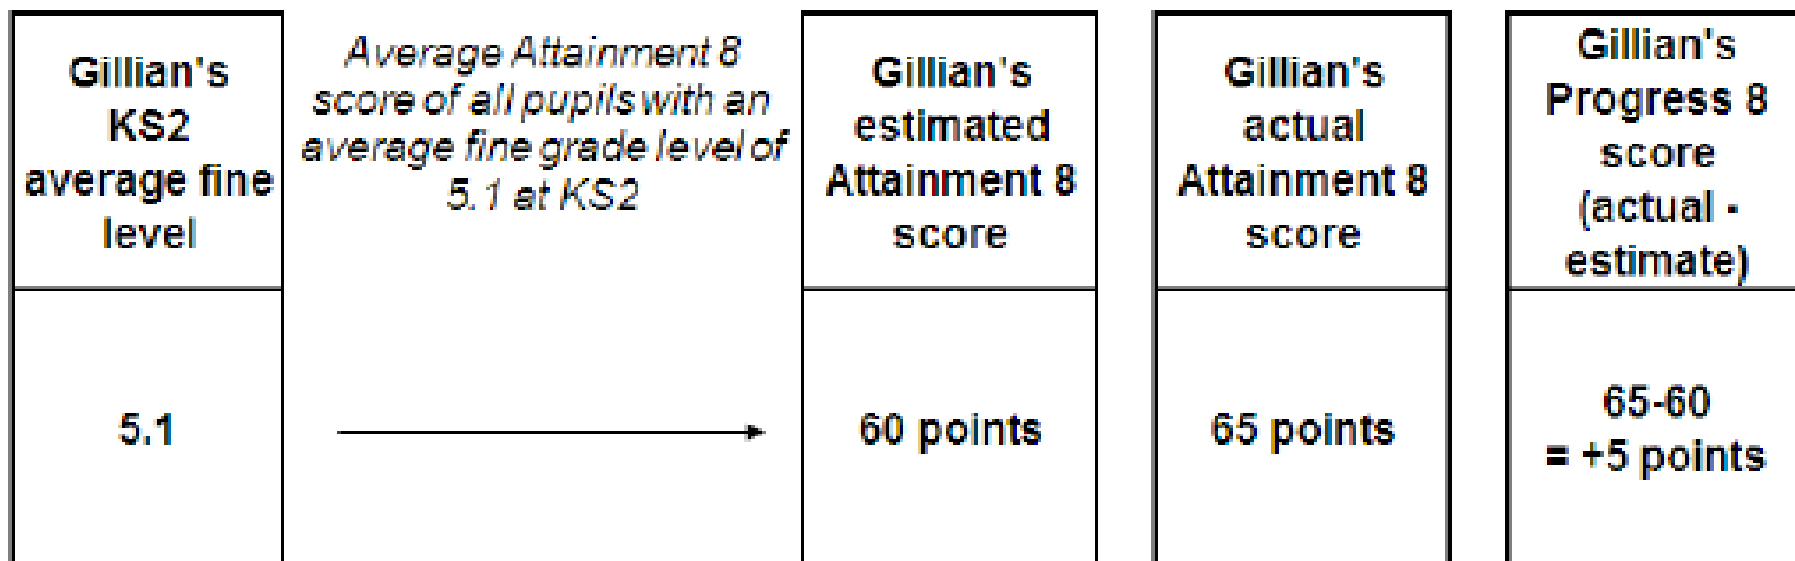 Gillian's
KS2
average fine
level
Average Attainment 8
score of all pupils with an
average fine grade level of
5.1 at KS2
Gillian's
estimated
Attainment 8
score
Gillian's
actual
Attainment 8
score
Gillian's
Progress 8
score
(actual -
estimate)
5.1
60 points
65 points
65-60
= +5 points